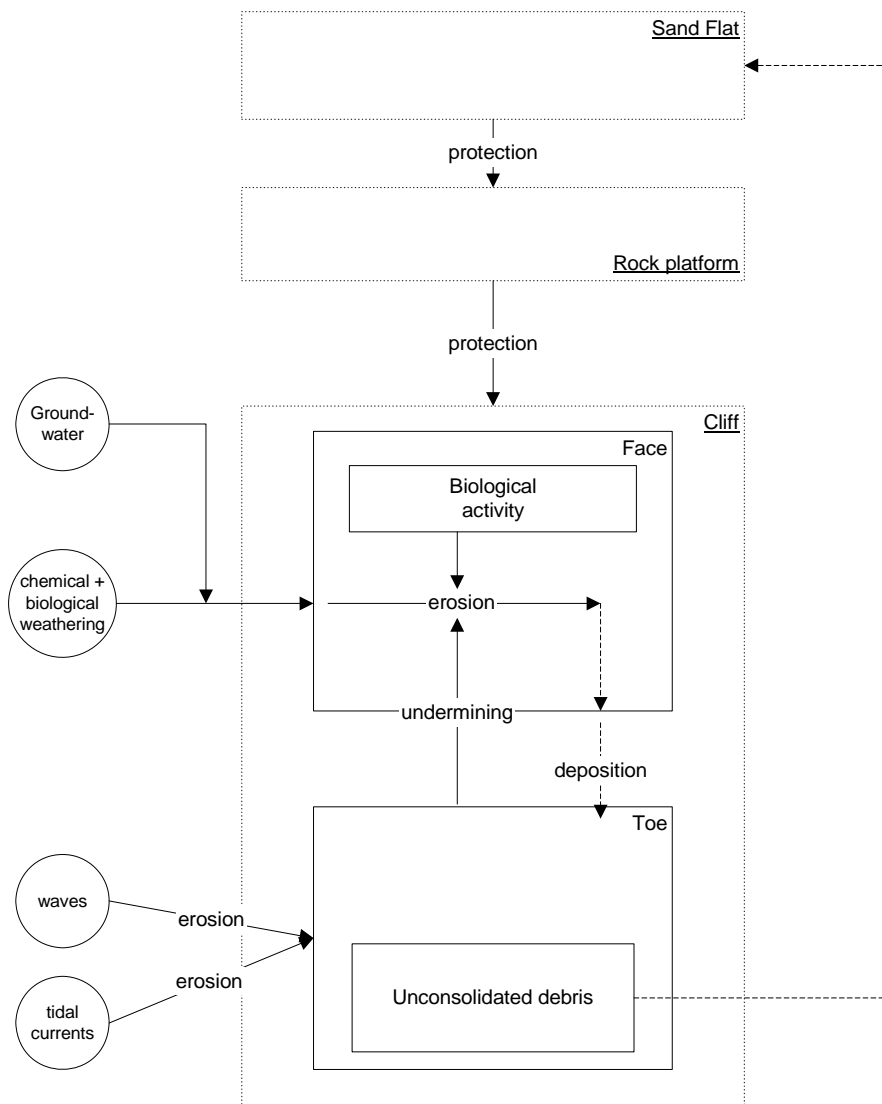 Sand Flat
protection
Rock platform
protection
Ground-
water
Cliff
Face
Biological
activity
chemical +
biological
weathering
erosion
undermining
deposition
Toe
waves
erosion
erosion
tidal
currents
Unconsolidated debris